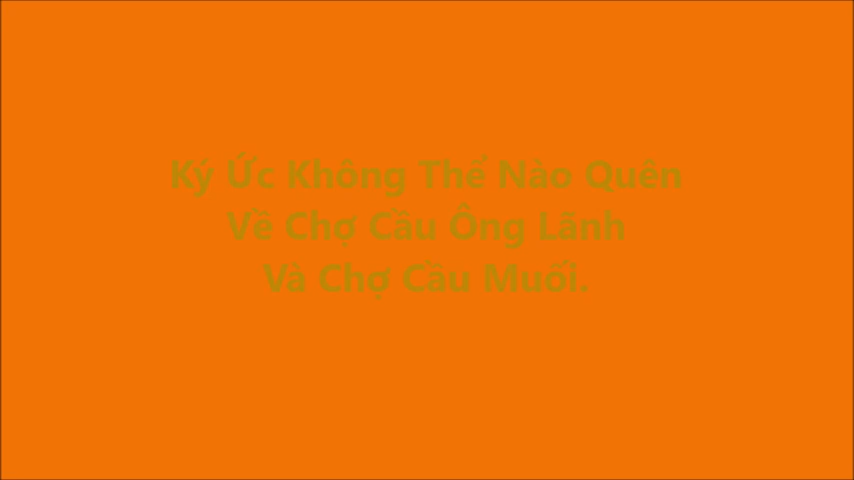 Ký Ức Không Thể Nào Quên
Về Chợ Cầu Ông Lãnh
Và Chợ Cầu Muối.